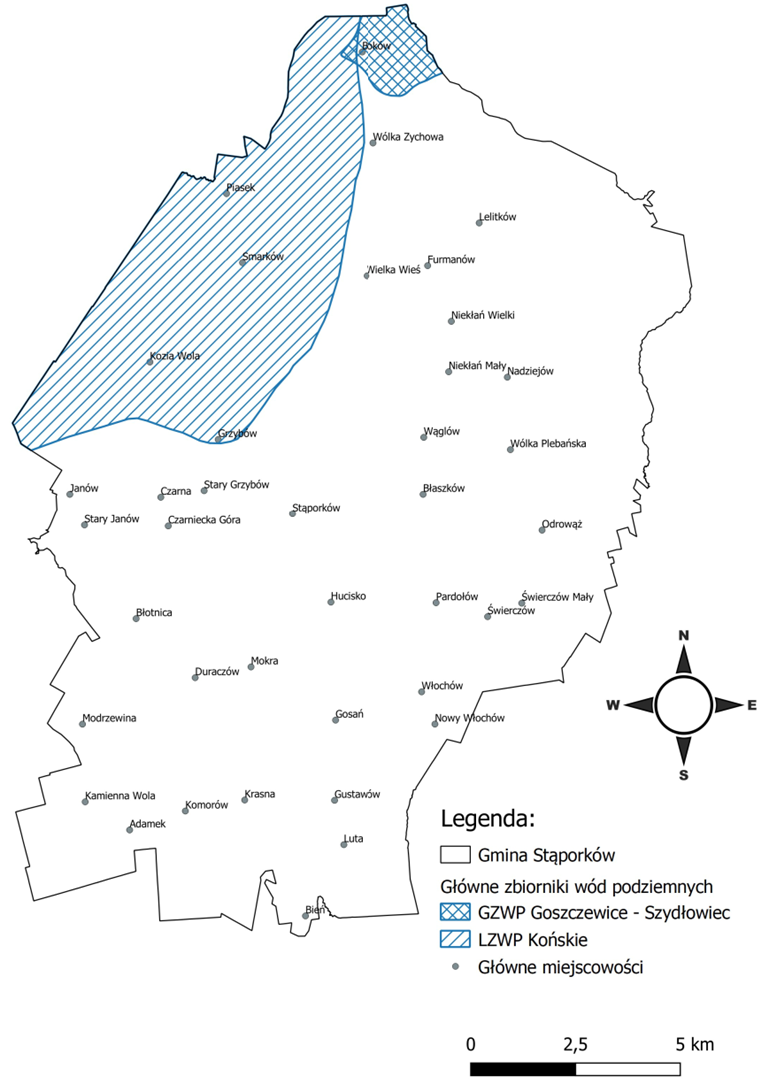 Boków
Wólka Zychowa
Piasek
Lelitków
Smarków
Furmanów
Wielka Wieś
Niekłań Wielki
Kozia Wola
Niekłań Mały
Nadziejów
Grzybów
Wąglów
Wólka Plebańska
Janów
Czarna
Stary Grzybów
Błaszków
Stąporków
Stary Janów
Czarniecka Góra
Odrowąż
Hucisko
Pardołów
Świerczów Mały
Świerczów
Błotnica
Mokra
Duraczów
Włochów
Modrzewina
Gosań
Nowy Włochów
N
W
E
S
Kamienna Wola
Krasna
Gustawów
Komorów
Adamek
Luta
Bień
Legenda:
Gmina Stąporków
Główne zbiorniki wód podziemnych
GZWP Goszczewice - Szydłowiec
LZWP Końskie
Główne miejscowości
0 2,5 5 km